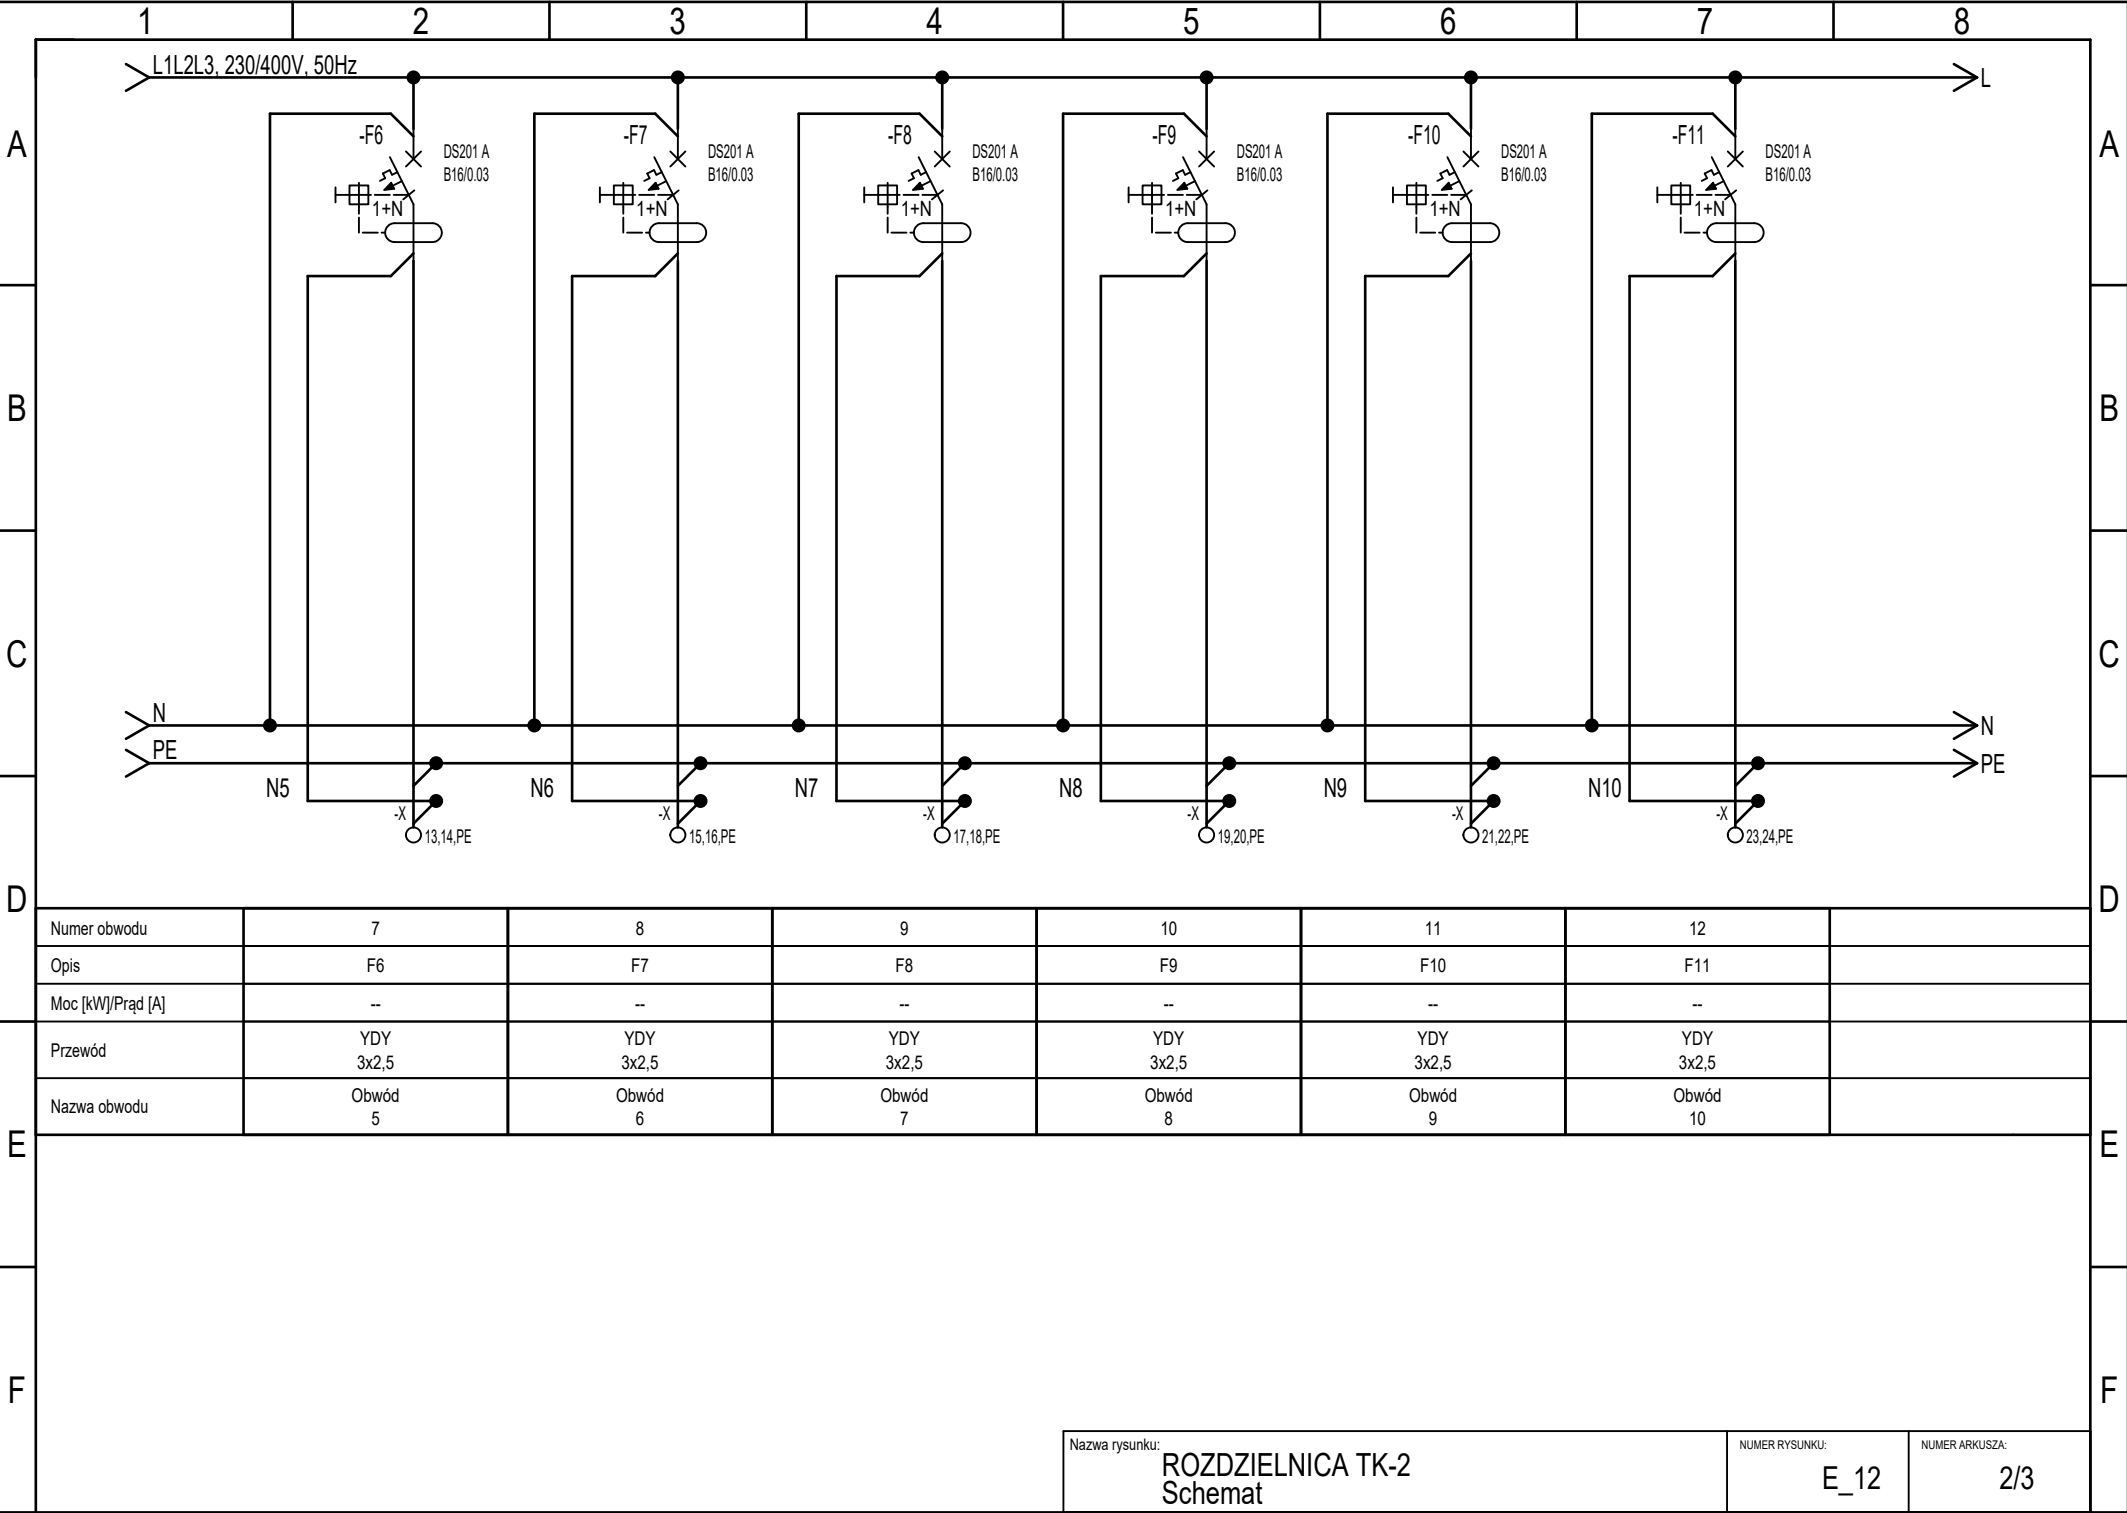 1 2 3 4 5 6 7 8
L1L2L3, 230/400V, 50Hz
L
A A
-F6 -F7 -F8 -F9 -F10 -F11
DS201 A DS201 A DS201 A DS201 A DS201 A DS201 A
B16/0.03 B16/0.03 B16/0.03 B16/0.03 B16/0.03 B16/0.03
1+N 1+N 1+N 1+N 1+N 1+N
B B
C C
N N
PE PE
N5 N6 N7 N8 N9 N10
-X -X -X -X -X -X
13,14,PE 15,16,PE 17,18,PE 19,20,PE 21,22,PE 23,24,PE
D D
Numer obwodu 7 8 9 10 11 12
Opis F6 F7 F8 F9 F10 F11
Moc [kW]/Prąd [A] -- -- -- -- -- --
Przewód YDY YDY YDY YDY YDY YDY
3x2,5 3x2,5 3x2,5 3x2,5 3x2,5 3x2,5
Nazwa obwodu Obwód Obwód Obwód Obwód Obwód Obwód
5 6 7 8 9 10
E E
F F
Nazwa rysunku: NUMER RYSUNKU: NUMER ARKUSZA:
ROZDZIELNICA TK-2
Schemat
E_12 2/3